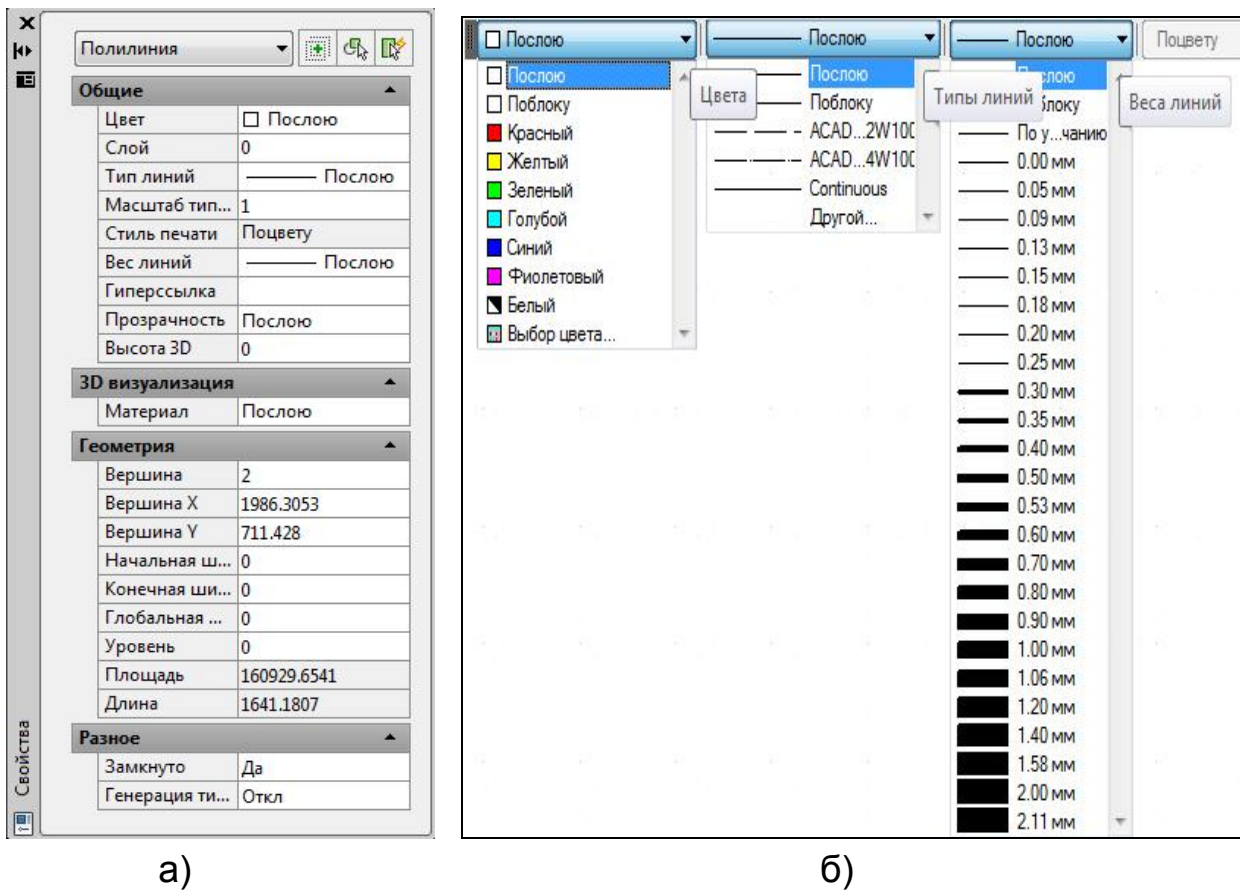 Полилиния
Общие
Цвет Послою
Слой 0
Тип линий Послою
Масштаб тип... 1
Стиль печати Поцвету
Вес линий Послою
Гиперссылка
Прозрачность Послою
Высота 3D 0
3D визуализация
Материал Послою
Геометрия
Вершина 2
Вершина X 1986.3053
Вершина Y 711.428
Начальная ш... 0
Конечная ши... 0
Глобальная ... 0
Уровень 0
Площадь 160929.6541
Длина 1641.1807
Разное
Замкнуто Да
Генерация ти... Откл
Свойства
а)
Послою
Послою
Поблоку
Красный
Желтый
Зеленый
Голубой
Синий
Фиолетовый
Белый
Выбор цвета...
Цвета
Послою
Послою
Поблоку
ACAD...2W100
ACAD...4W100
Continuous
Другой...
Типы линий
Послою
слою
локу
По у...чанию
0.00 мм
0.05 мм
0.09 мм
0.13 мм
0.15 мм
0.18 мм
0.20 мм
0.25 мм
0.30 мм
0.35 мм
0.40 мм
0.50 мм
0.53 мм
0.60 мм
0.70 мм
0.80 мм
0.90 мм
1.00 мм
1.06 мм
1.20 мм
1.40 мм
1.58 мм
2.00 мм
2.11 мм
Веса линий
Поцвету
б)